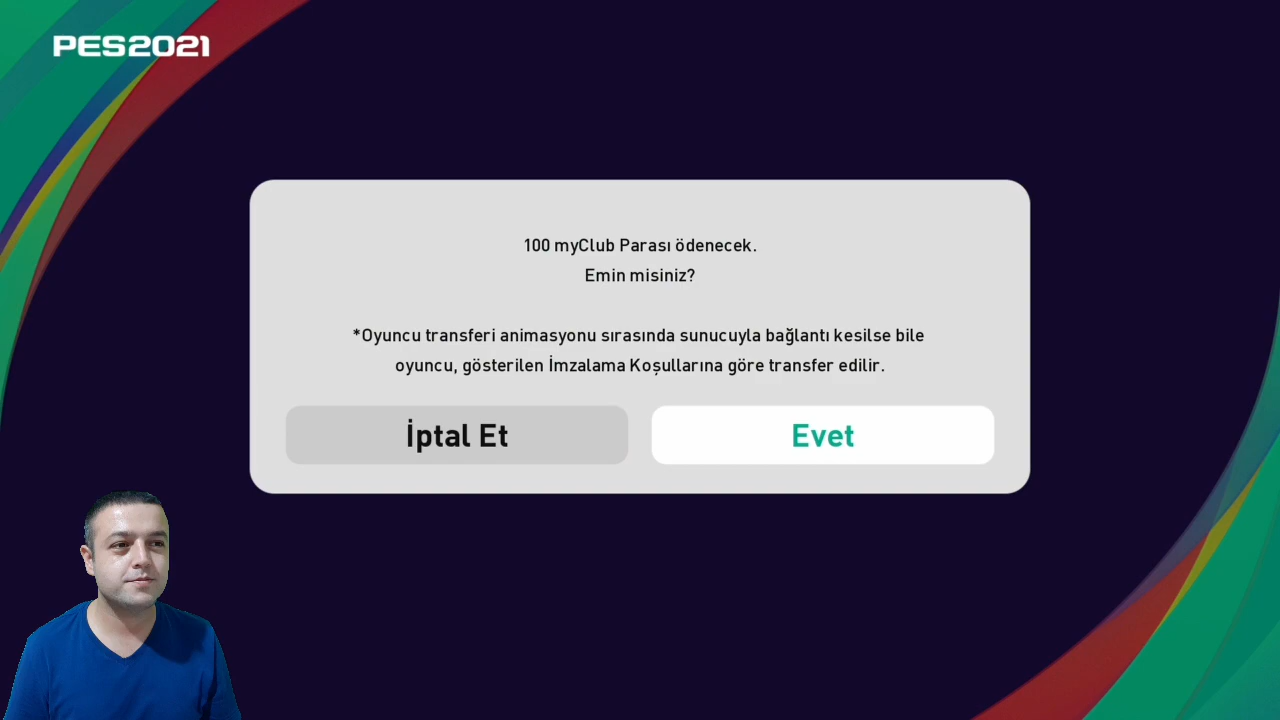 PES2021
100 myClub Parası ödenecek.
Emin misiniz?
*Oyuncu transferi animasyonu sırasında sunucuyla bağlantı kesilse bile
oyuncu, gösterilen İmzalama Koşullarına göre transfer edilir.
İptal Et
Evet